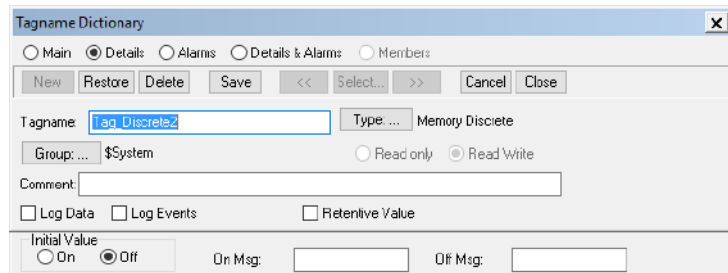 Tagname Dictionary x
Main Details Alarms Details & Alarms Members
New Restore Delete Save << Select... >> Cancel Close
Tagname: Tag_Discrete2 Type: ... Memory Discrete
Group: ... $System Read only Read Write
Comment:
Log Data Log Events Retentive Value
Initial Value
On Off On Msg: Off Msg: